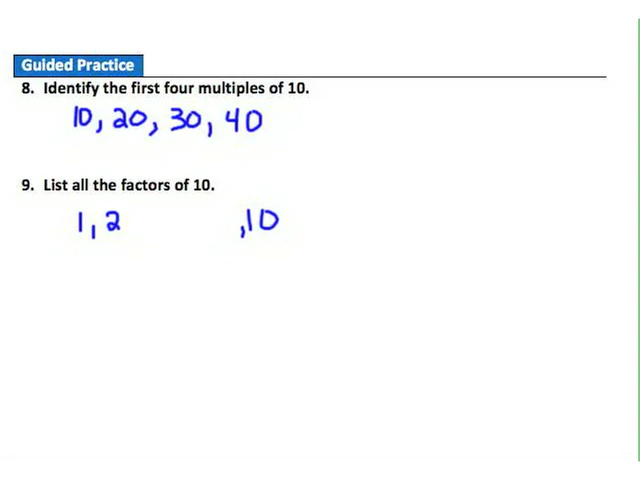 Guided Practice
8. Identify the first four multiples of 10.
10, 20, 30, 40
9. List all the factors of 10.
1, 2 ,10